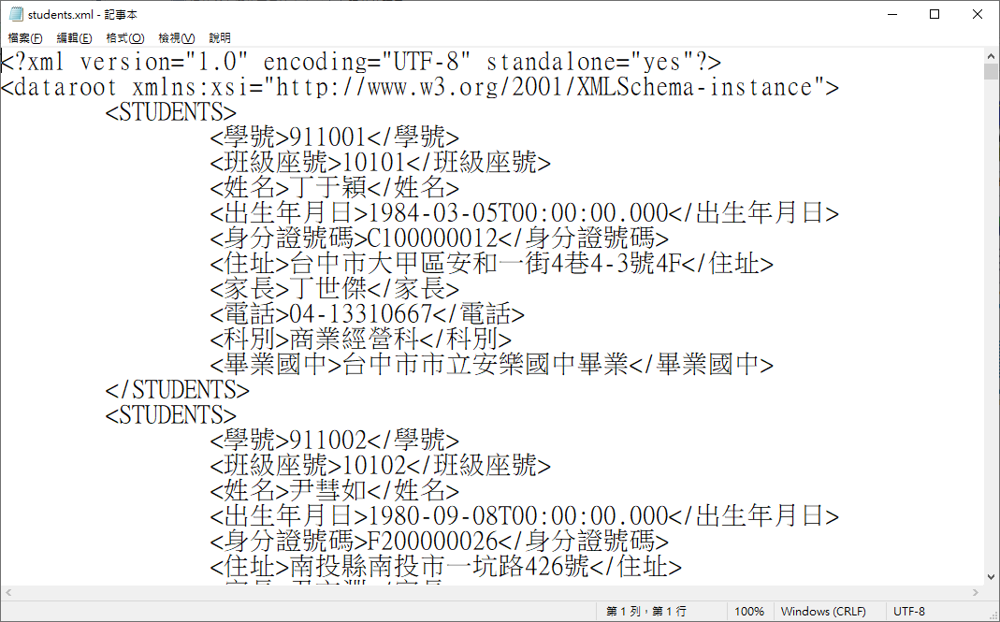 students.xml - 記事本
檔案(F) 編輯(E) 格式(O) 檢視(V) 說明
<?xml version="1.0" encoding="UTF-8" standalone="yes"?>
<dataroot xmlns:xsi="http://www.w3.org/2001/XMLSchema-instance">
<STUDENTS>
<學號>911001</學號>
<班級座號>10101</班級座號>
<姓名>丁于穎</姓名>
<出生年月日>1984-03-05T00:00:00.000</出生年月日>
<身分證號碼>C100000012</身分證號碼>
<住址>台中市大甲區安和一街4巷4-3號4F</住址>
<家長>丁世傑</家長>
<電話>04-13310667</電話>
<科別>商業經營科</科別>
<畢業國中>台中市市立安樂國中畢業</畢業國中>
</STUDENTS>
<STUDENTS>
<學號>911002</學號>
<班級座號>10102</班級座號>
<姓名>尹彗如</姓名>
<出生年月日>1980-09-08T00:00:00.000</出生年月日>
<身分證號碼>F200000026</身分證號碼>
<住址>南投縣南投市一坑路426號</住址>
第 1 列，第 1 行 100% Windows (CRLF) UTF-8